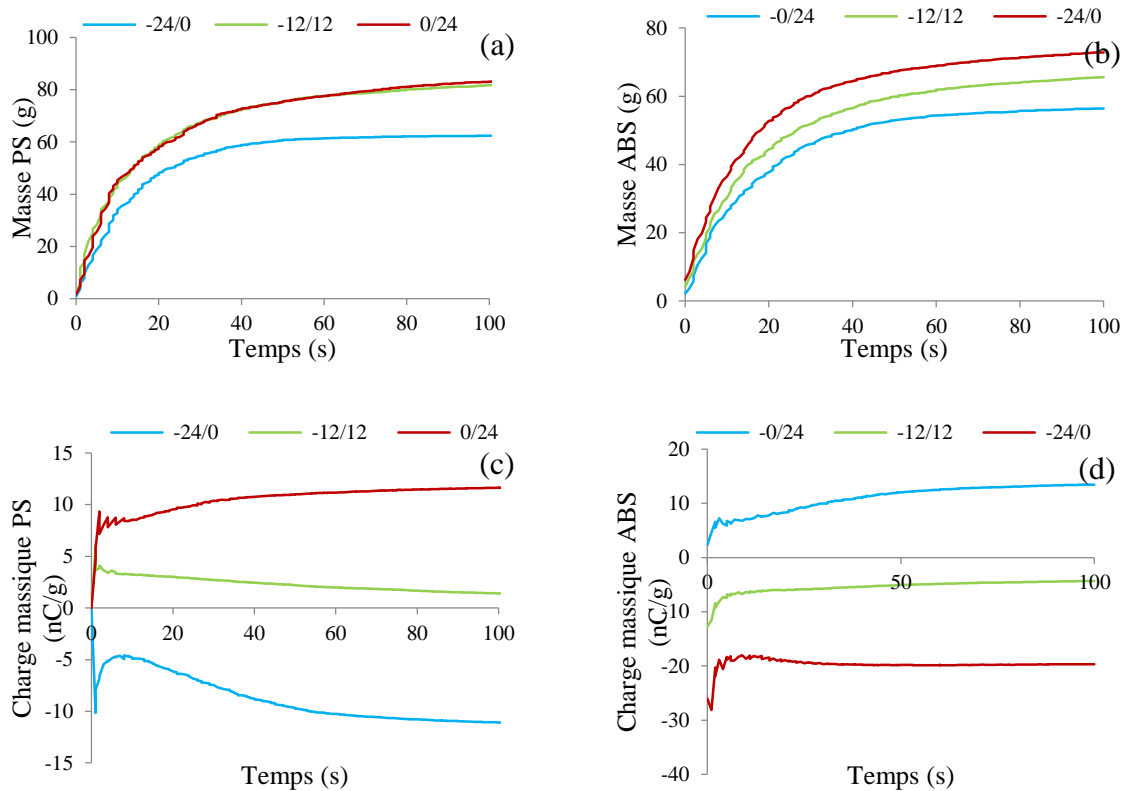 -24/0 -12/12 0/24
(a)
Masse PS (g)
100
80
60
40
20
0
0 20 40 60 80 100
Temps (s)
-0/24 -12/12 -24/0
(b)
Masse ABS (g)
80
60
40
20
0
0 20 40 60 80 100
Temps (s)
-24/0 -12/12 0/24
(c)
Charge massique PS
(nC/g)
15
10
5
0
-5
-10
-15
0 20 40 60 80 100
Temps (s)
-0/24 -12/12 -24/0
(d)
Charge massique ABS
(nC/g)
20
10
0
-10
-20
-30
-40
0 50 100
Temps (s)